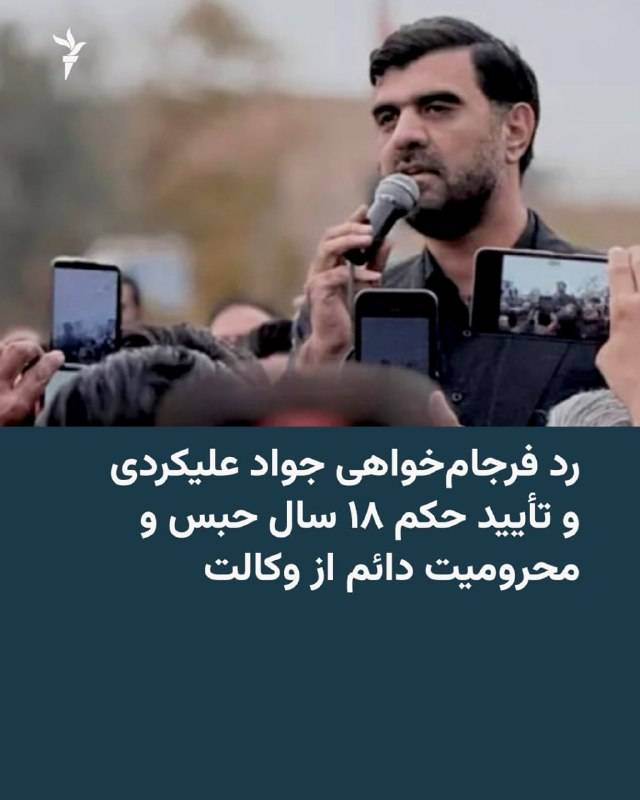 رد فرجام‌خواهی جواد علیکردی
و تأیید حکم ۱۸ سال حبس و
محرومیت دائم از وکالت